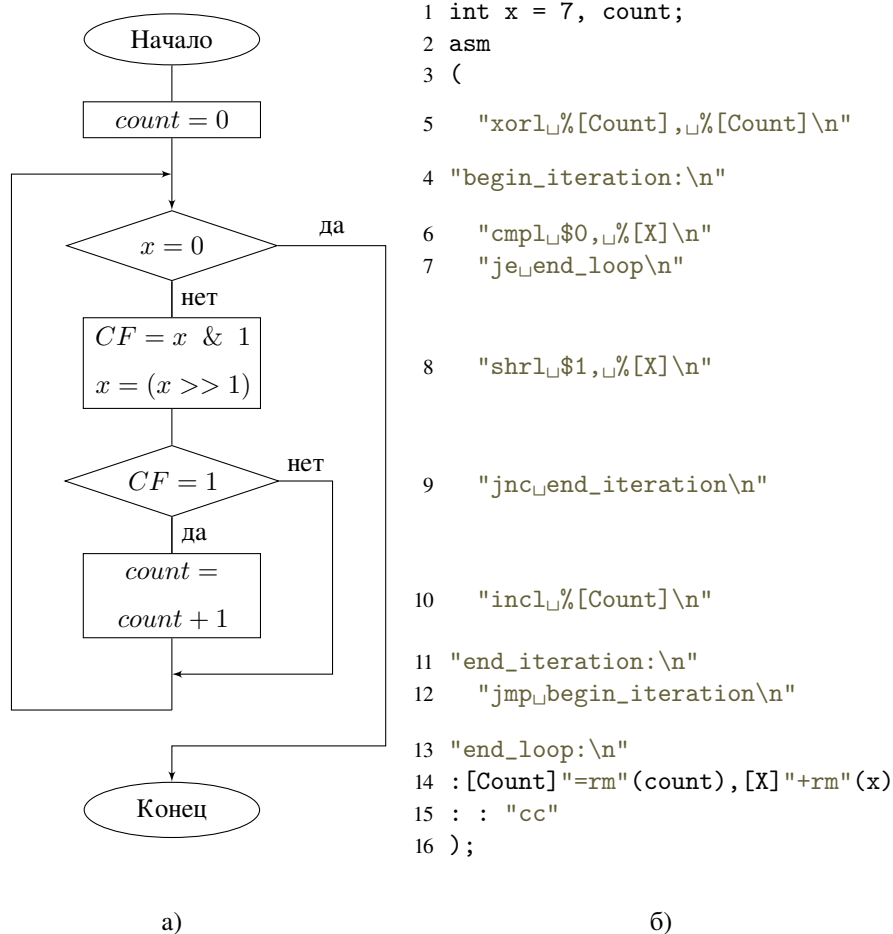 Начало
count = 0
x = 0
да
нет
CF = x & 1
x = (x >> 1)
CF = 1
нет
да
count =
count + 1
Конец
а)
1 int x = 7, count;
2 asm
3 (
5 "xorl␣%[Count],␣%[Count]\n"
4 "begin_iteration:\n"
6 "cmpl␣$0,␣%[X]\n"
7 "je␣end_loop\n"
8 "shrl␣$1,␣%[X]\n"
9 "jnc␣end_iteration\n"
10 "incl␣%[Count]\n"
11 "end_iteration:\n"
12 "jmp␣begin_iteration\n"
13 "end_loop:\n"
14 :[Count]"=rm"(count),[X]"+rm"(x)
15 : : "cc"
16 );
б)